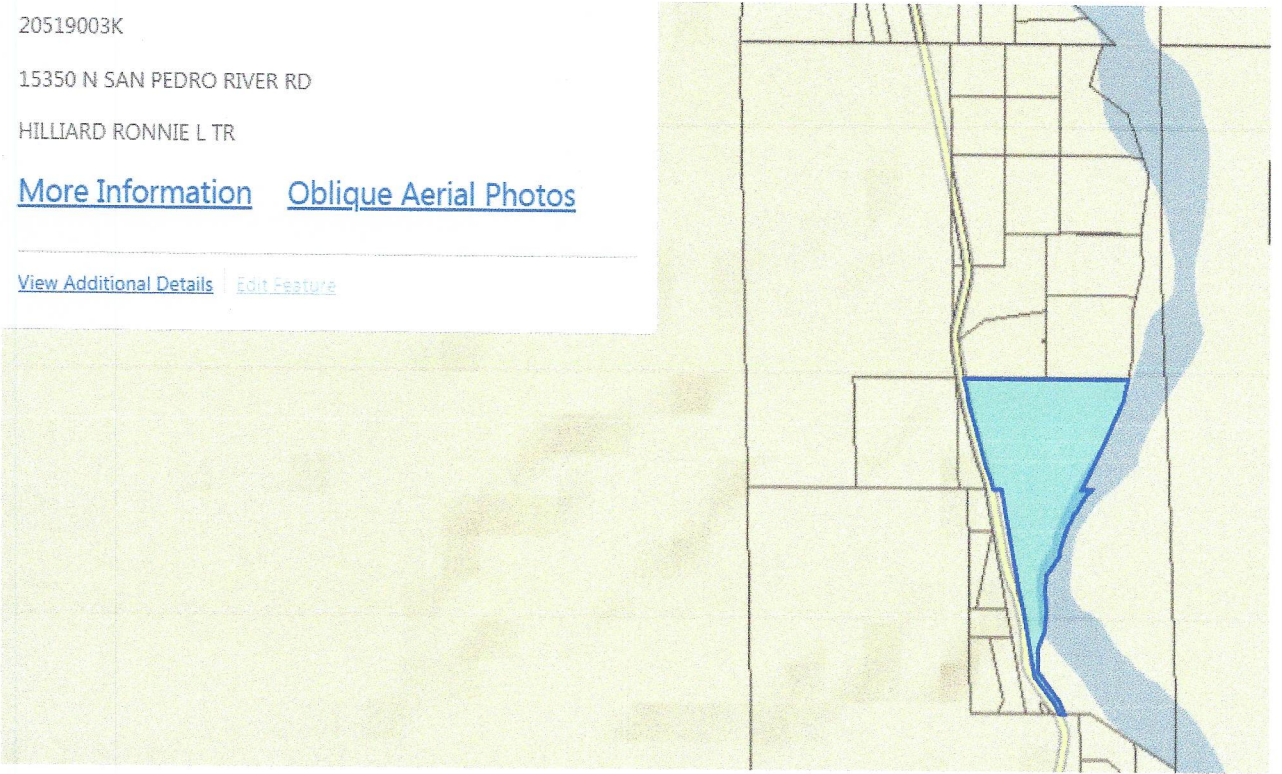 20519003K
15350 N SAN PEDRO RIVER RD
HILLIARD RONNIE L TR
More Information Oblique Aerial Photos
View Additional Details Edit Feature